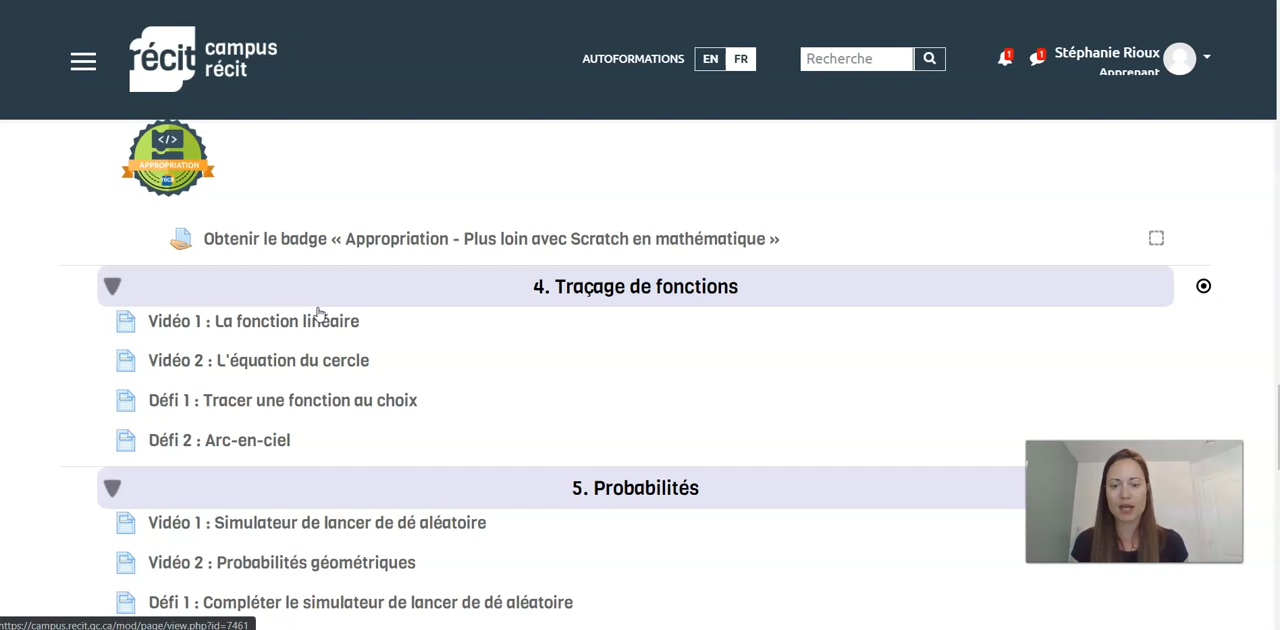 récit campus récit
AUTOFORMATIONS EN FR Recherche 1 1 Stéphanie Rioux
Apprenant
</>
APPROPRIATION
récit
Obtenir le badge « Appropriation - Plus loin avec Scratch en mathématique »
4. Traçage de fonctions
Vidéo 1 : La fonction linéaire
Vidéo 2 : L'équation du cercle
Défi 1 : Tracer une fonction au choix
Défi 2 : Arc-en-ciel
5. Probabilités
Vidéo 1 : Simulateur de lancer de dé aléatoire
Vidéo 2 : Probabilités géométriques
Défi 1 : Compléter le simulateur de lancer de dé aléatoire
https://campus.recit.qc.ca/mod/page/view.php?id=7461